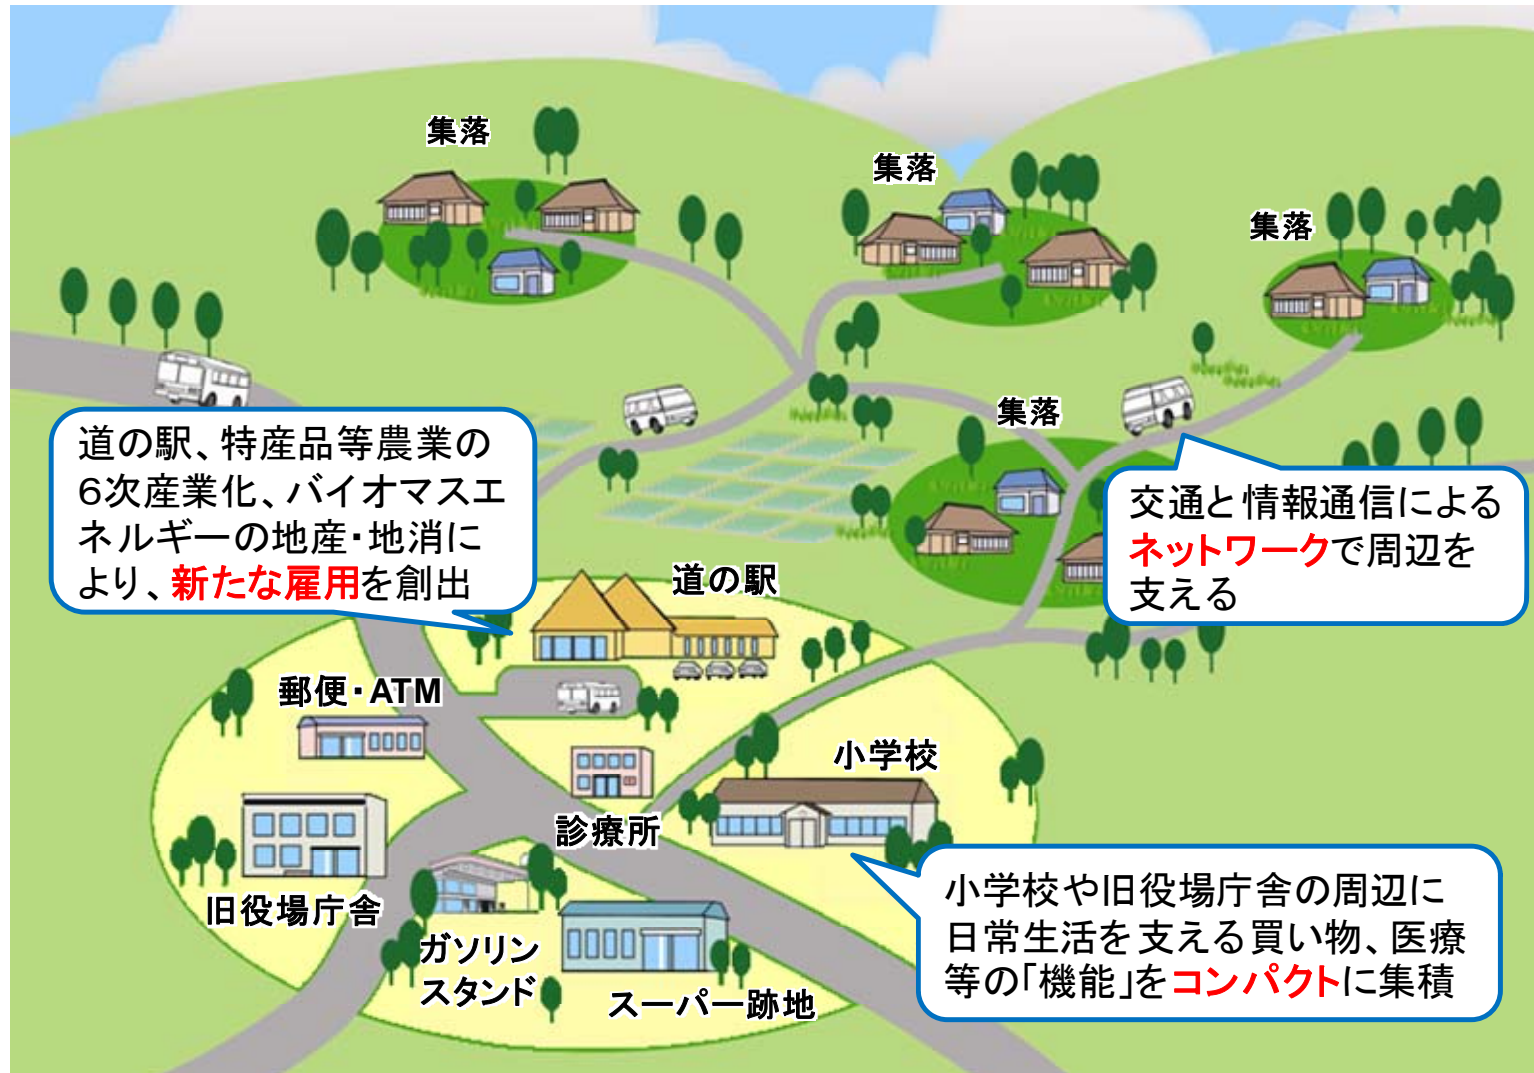 集落
集落
集落
集落
道の駅、特産品等農業の
6次産業化、バイオマスエ
ネルギーの地産・地消に
より、新たな雇用を創出
交通と情報通信による
ネットワークで周辺を
支える
道の駅
郵便・ATM
小学校
診療所
旧役場庁舎
ガソリン
スタンド
スーパー跡地
小学校や旧役場庁舎の周辺に
日常生活を支える買い物、医療
等の「機能」をコンパクトに集積